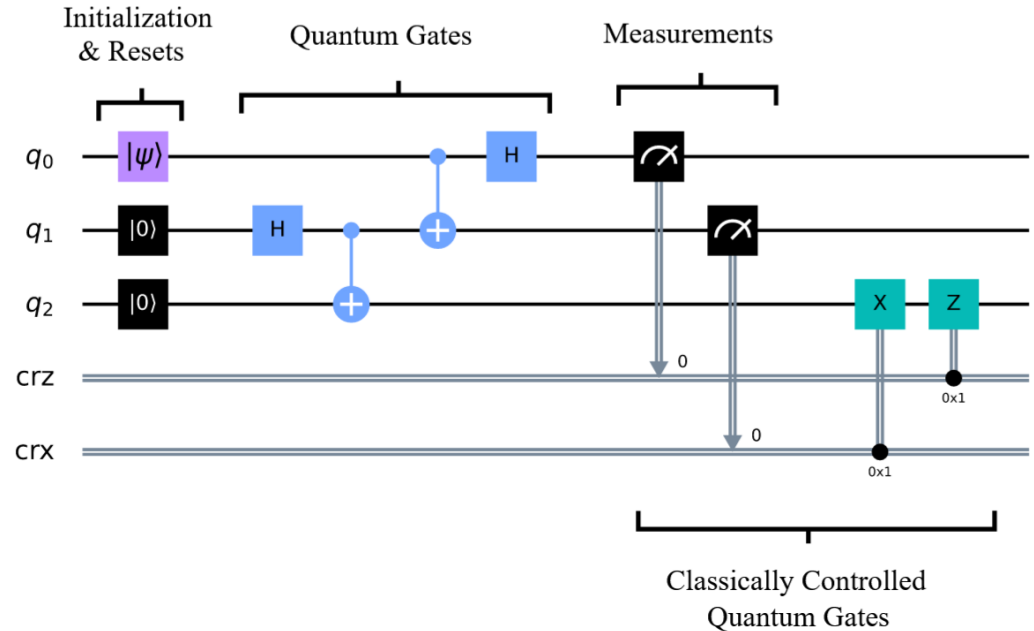 Initialization
& Resets
Quantum Gates
Measurements
q₀ |ψ⟩ H
q₁ |0⟩ H
q₂ |0⟩ X Z
crz 0
0x1
crx 0
0x1
Classically Controlled
Quantum Gates